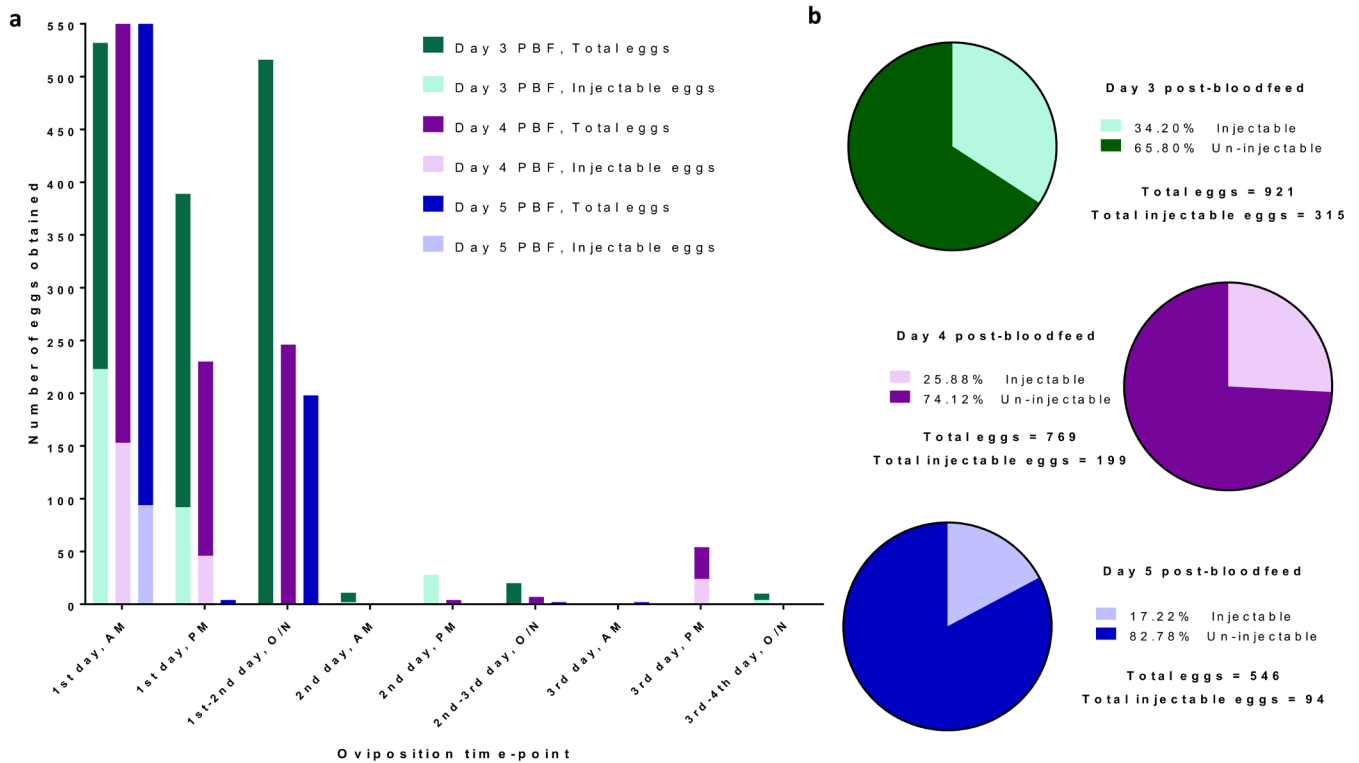 a
b
Number of eggs obtained
550
500
450
400
350
300
250
200
150
100
50
0
Day 3 PBF, Total eggs
Day 3 PBF, Injectable eggs
Day 4 PBF, Total eggs
Day 4 PBF, Injectable eggs
Day 5 PBF, Total eggs
Day 5 PBF, Injectable eggs
1st day, AM
1st day, PM
1st-2nd day, O/N
2nd day, AM
2nd day, PM
2nd-3rd day, O/N
3rd day, AM
3rd day, PM
3rd-4th day, O/N
Oviposition time-point
Day 3 post-bloodfeed
34.20% Injectable
65.80% Un-injectable
Total eggs = 921
Total injectable eggs = 315
Day 4 post-bloodfeed
25.88% Injectable
74.12% Un-injectable
Total eggs = 769
Total injectable eggs = 199
Day 5 post-bloodfeed
17.22% Injectable
82.78% Un-injectable
Total eggs = 546
Total injectable eggs = 94